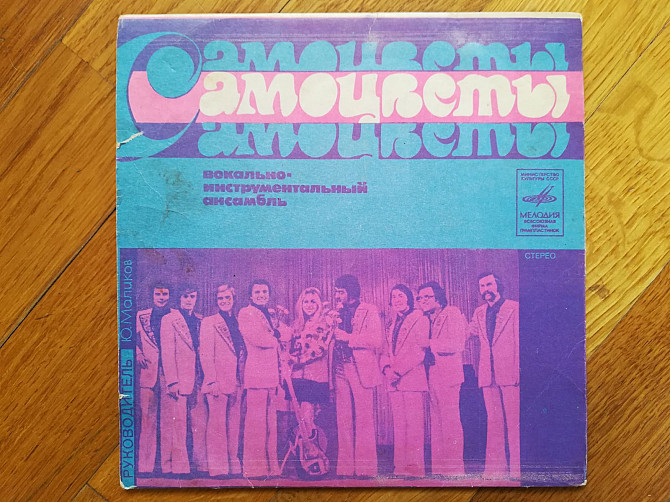 Самоцветы
Самоцветы
Самоцветы
вокально-
инструментальный
ансамбль
МИНИСТЕРСТВО
КУЛЬТУРЫ СССР
МЕЛОДИЯ
ВСЕСОЮЗНАЯ
ФИРМА
ГРАМПЛАСТИНОК
СТЕРЕО
РУКОВОДИТЕЛЬ: Ю.Маликов